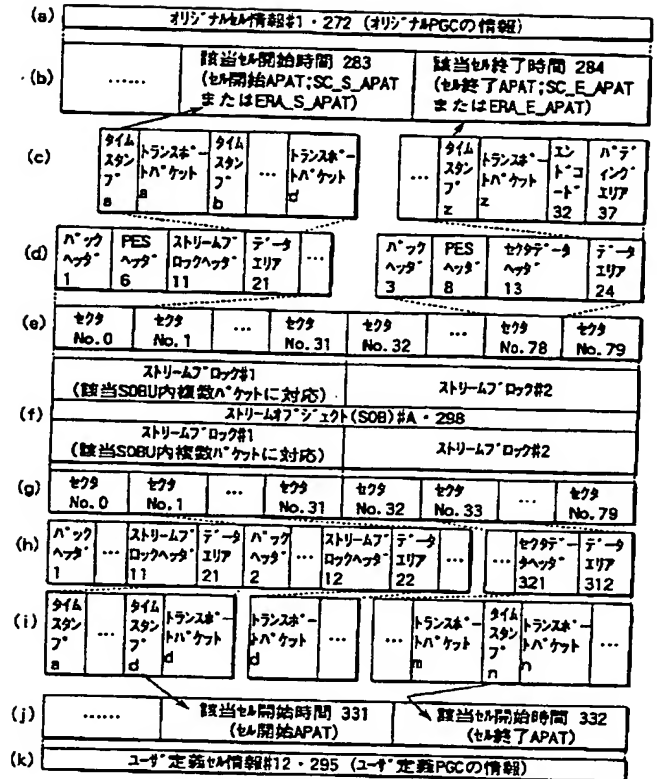 (a) オリジナルセル情報#1・272 (オリジナルPGCの情報)
(b) …… 該当セル開始時間 283 (セル開始APAT;SC_S_APATまたはERA_S_APAT) 該当セル終了時間 284 (セル終了APAT;SC_E_APATまたはERA_E_APAT)
(c) タイムスタンプ a トランスポートパケット a タイムスタンプ b … トランスポートパケット d … タイムスタンプ z トランスポートパケット z エンドコード 32 パディングエリア 37
(d) パックヘッダ 1 PESヘッダ 6 ストリームブロックヘッダ 11 データエリア 21 … パックヘッダ 3 PESヘッダ 8 セクタデータヘッダ 13 データエリア 24
(e) セクタ No.0 セクタ No.1 … セクタ No.31 セクタ No.32 … セクタ No.78 セクタ No.79
(f) ストリームブロック#1 (該当SOBU内複数パケットに対応) ストリームブロック#2
ストリームオブジェクト(SOB)#A・298
ストリームブロック#1 (該当SOBU内複数パケットに対応) ストリームブロック#2
(g) セクタ No.0 セクタ No.1 … セクタ No.31 セクタ No.32 セクタ No.33 … セクタ No.79
(h) パックヘッダ 1 … ストリームブロックヘッダ 11 データエリア 21 パックヘッダ 2 … ストリームブロックヘッダ 12 データエリア 22 … … セクタデータヘッダ 321 データエリア 312
(i) タイムスタンプ a … タイムスタンプ d トランスポートパケット d トランスポートパケット d … … トランスポートパケット m タイムスタンプ n トランスポートパケット n …
(j) …… 該当セル開始時間 331 (セル開始APAT) 該当セル開始時間 332 (セル終了APAT)
(k) ユーザ定義セル情報#12・295 (ユーザ定義PGCの情報)